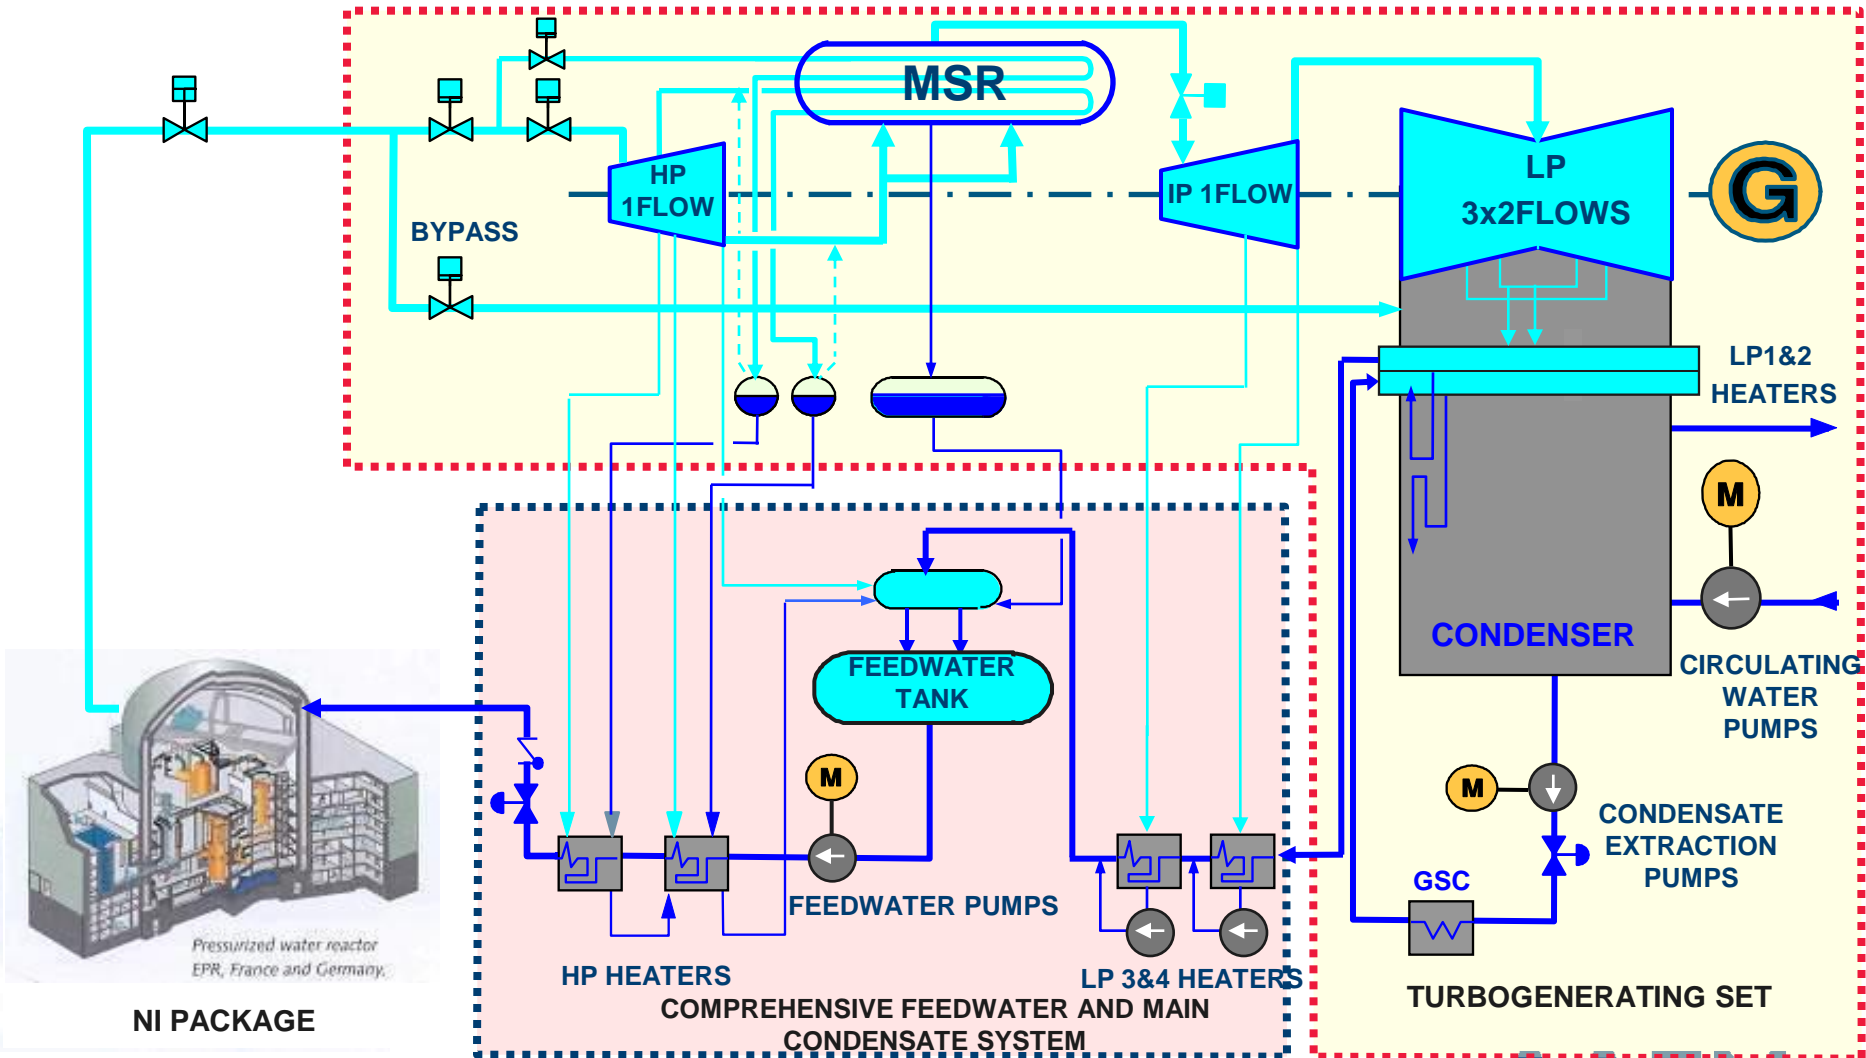 MSR
HP
1FLOW
IP 1FLOW
LP
3x2FLOWS
G
BYPASS
LP1&2
HEATERS
M
CONDENSER
CIRCULATING
WATER
PUMPS
FEEDWATER
TANK
M
M
CONDENSATE
EXTRACTION
PUMPS
GSC
FEEDWATER PUMPS
HP HEATERS
LP 3&4 HEATERS
Pressurized water reactor
EPR, France and Germany.
NI PACKAGE
COMPREHENSIVE FEEDWATER AND MAIN
CONDENSATE SYSTEM
TURBOGENERATING SET